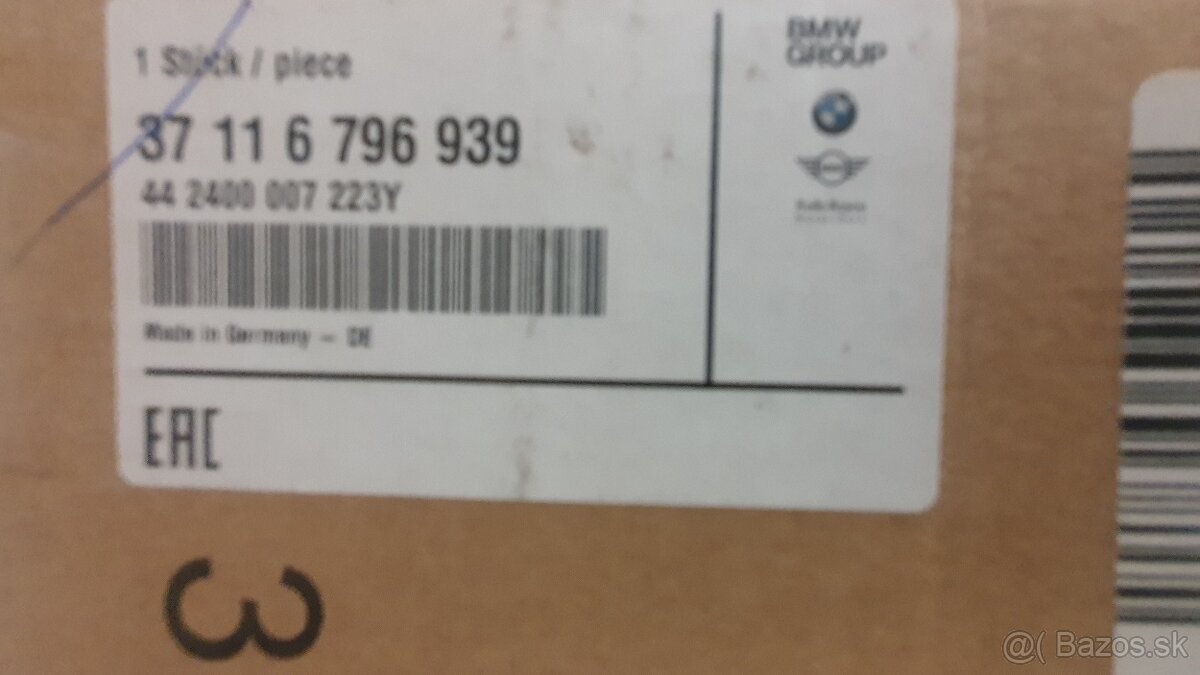 1 Stück / piece
37 11 6 796 939
44 2400 007 223Y
Made in Germany – DE
EAC
BMW
GROUP
3
@( Bazos.sk